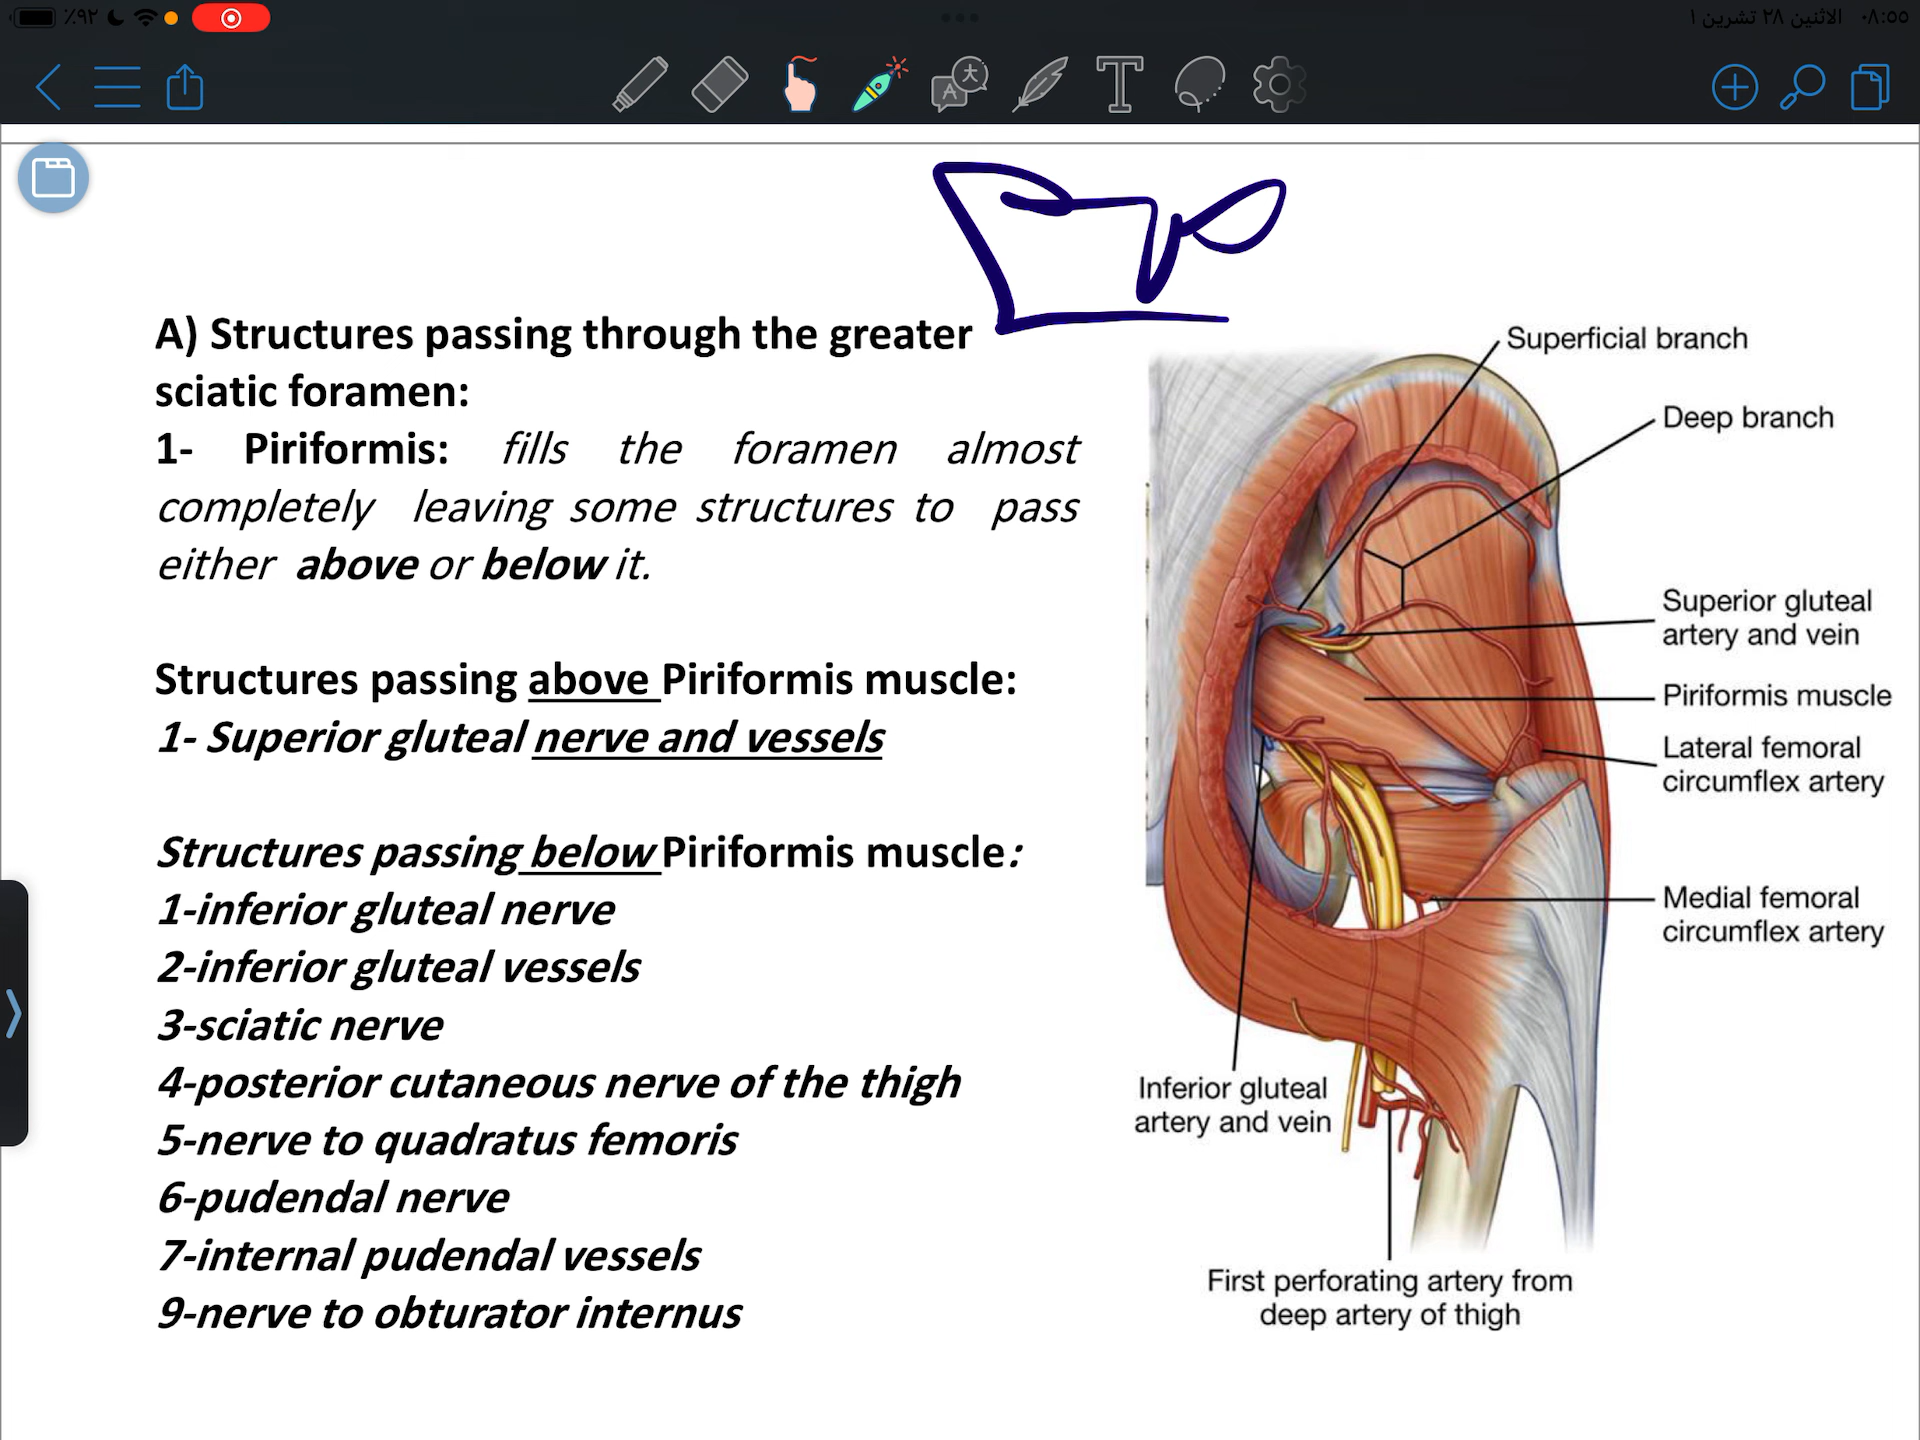 ٪٩٢
٠٨:٥٥ الاثنين ٢٨ تشرين ١
A) Structures passing through the greater
sciatic foramen:
1- Piriformis: fills the foramen almost
completely leaving some structures to pass
either above or below it.
Structures passing above Piriformis muscle:
1- Superior gluteal nerve and vessels
Structures passing below Piriformis muscle:
1-inferior gluteal nerve
2-inferior gluteal vessels
3-sciatic nerve
4-posterior cutaneous nerve of the thigh
5-nerve to quadratus femoris
6-pudendal nerve
7-internal pudendal vessels
9-nerve to obturator internus
Superficial branch
Deep branch
Superior gluteal
artery and vein
Piriformis muscle
Lateral femoral
circumflex artery
Medial femoral
circumflex artery
Inferior gluteal
artery and vein
First perforating artery from
deep artery of thigh